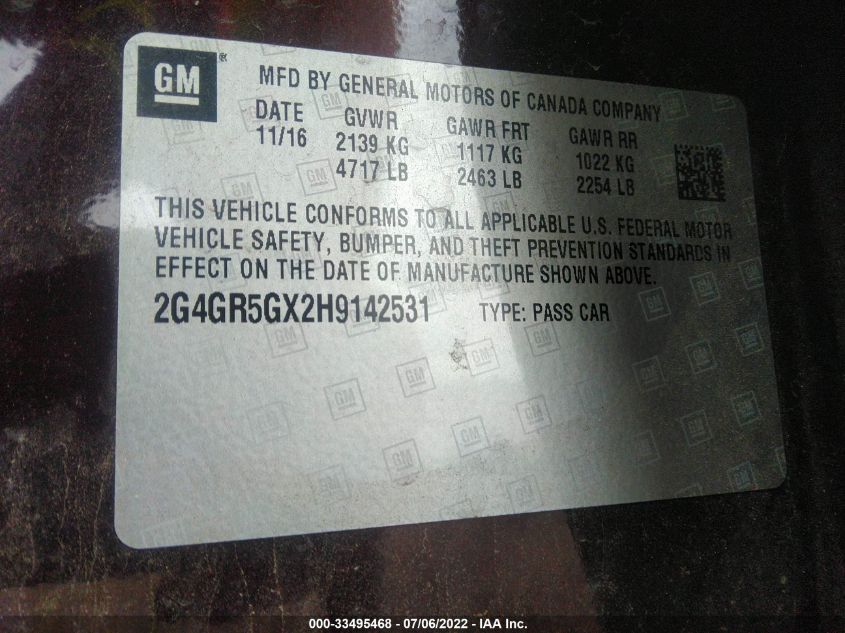 GM ®
MFD BY GENERAL MOTORS OF CANADA COMPANY
DATE GVWR GAWR FRT GAWR RR
11/16 2139 KG 1117 KG 1022 KG
4717 LB 2463 LB 2254 LB
THIS VEHICLE CONFORMS TO ALL APPLICABLE U.S. FEDERAL MOTOR
VEHICLE SAFETY, BUMPER, AND THEFT PREVENTION STANDARDS IN
EFFECT ON THE DATE OF MANUFACTURE SHOWN ABOVE.
2G4GR5GX2H9142531 TYPE: PASS CAR
000-33495468 - 07/06/2022 - IAA Inc.